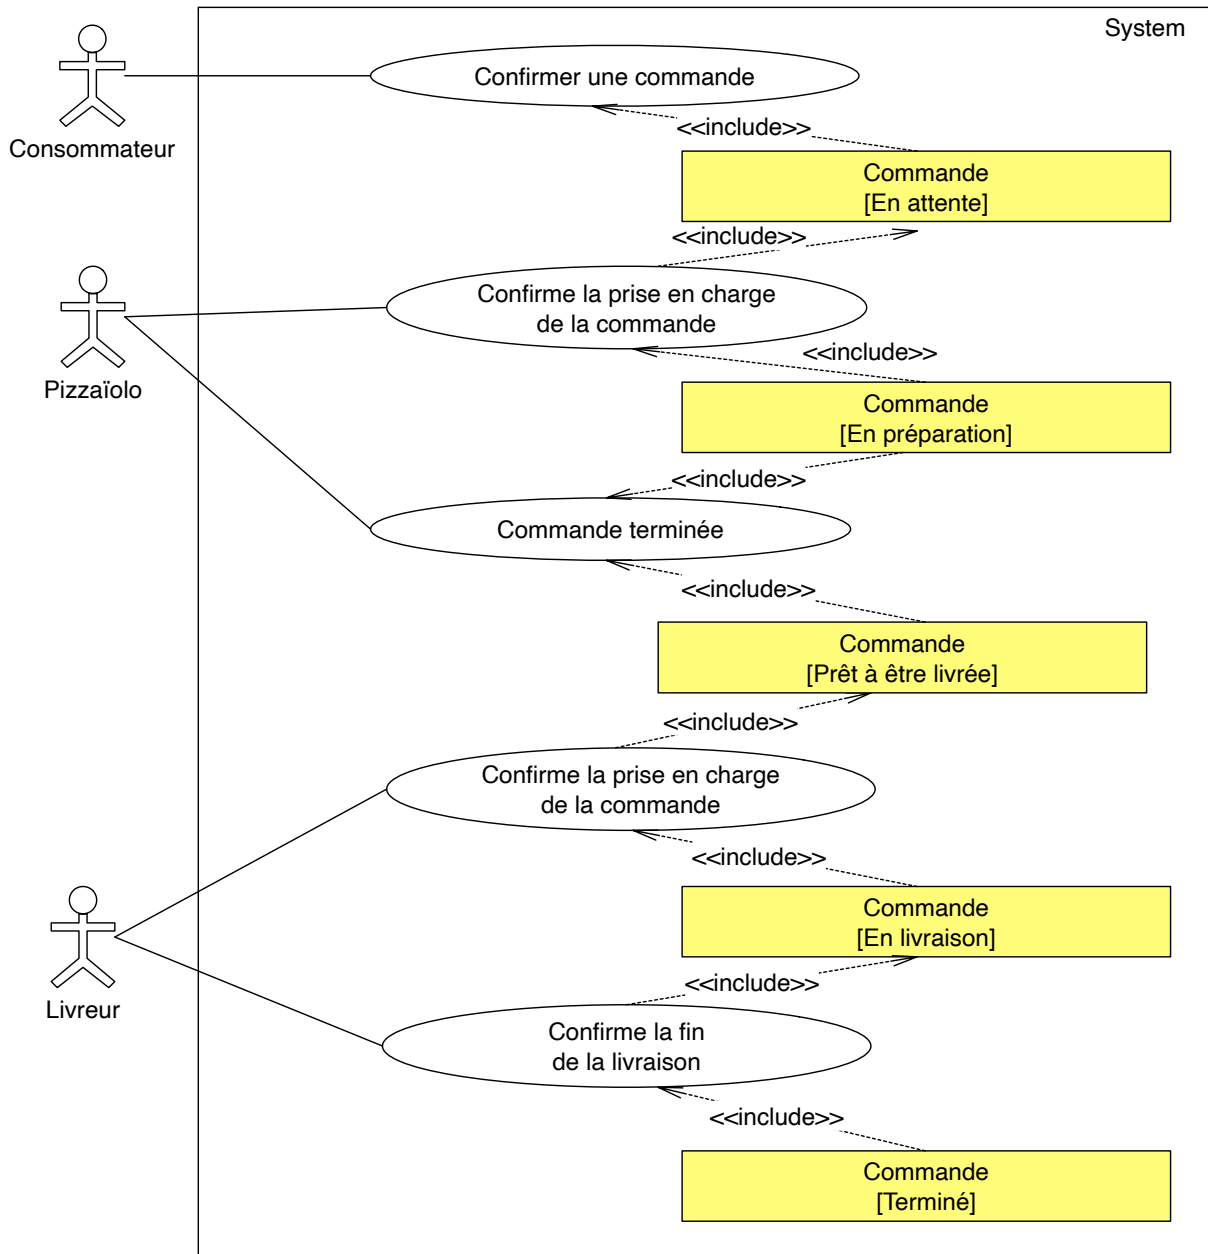 System
Confirmer une commande
<<include>>
Consommateur
Commande
[En attente]
<<include>>
Confirme la prise en charge
de la commande
<<include>>
Pizzaïolo
Commande
[En préparation]
<<include>>
Commande terminée
<<include>>
Commande
[Prêt à être livrée]
<<include>>
Confirme la prise en charge
de la commande
<<include>>
Commande
[En livraison]
<<include>>
Livreur
Confirme la fin
de la livraison
<<include>>
Commande
[Terminé]